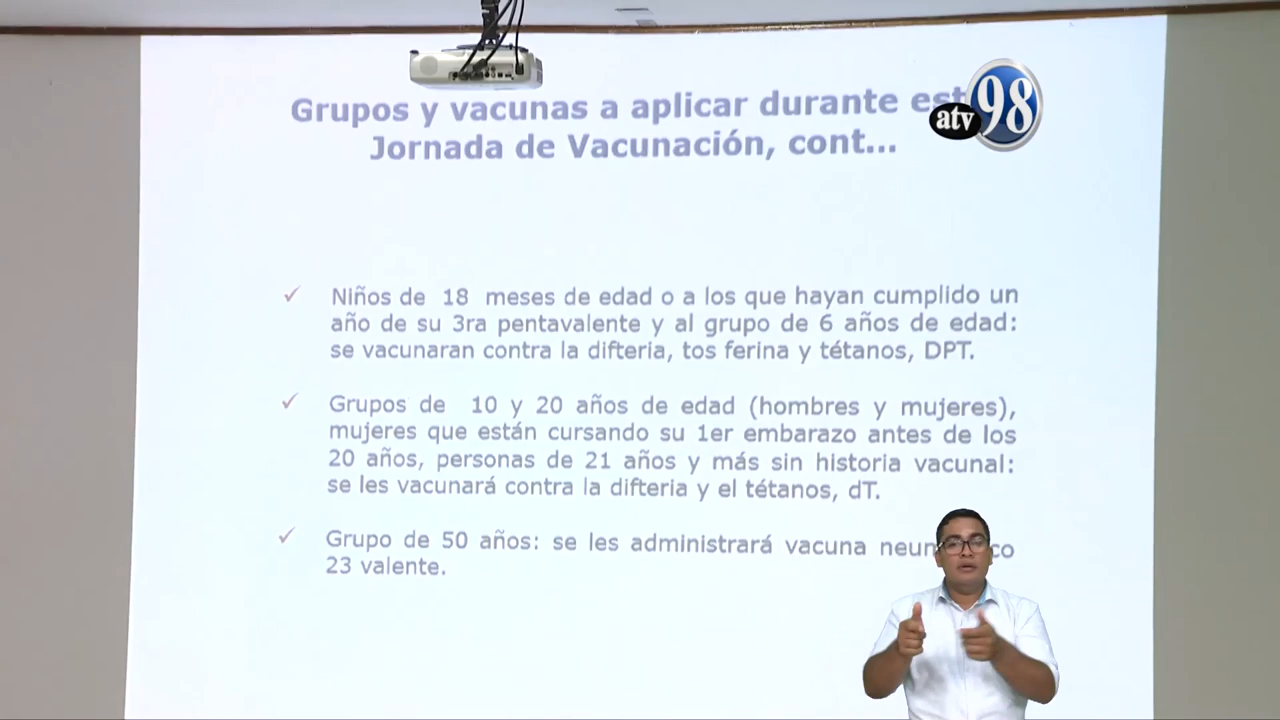 Grupos y vacunas a aplicar durante est
Jornada de Vacunación, cont...
atv 98
✓ Niños de 18 meses de edad o a los que hayan cumplido un
año de su 3ra pentavalente y al grupo de 6 años de edad:
se vacunaran contra la difteria, tos ferina y tétanos, DPT.
✓ Grupos de 10 y 20 años de edad (hombres y mujeres),
mujeres que están cursando su 1er embarazo antes de los
20 años, personas de 21 años y más sin historia vacunal:
se les vacunará contra la difteria y el tétanos, dT.
✓ Grupo de 50 años: se les administrará vacuna
23 valente.